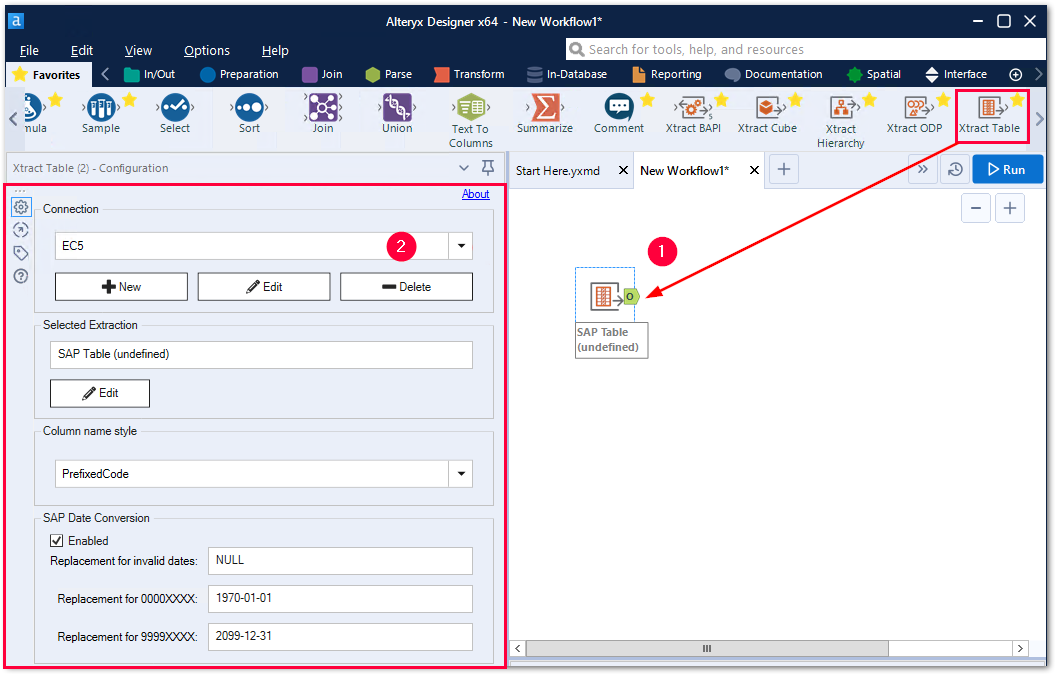 a
Alteryx Designer x64 - New Workflow1*
File Edit View Options Help
Search for tools, help, and resources
Favorites In/Out Preparation Join Parse Transform In-Database Reporting Documentation Spatial Interface
mula Sample Select Sort Join Union Text To Summarize Comment Xtract BAPI Xtract Cube Xtract Xtract ODP Xtract Table
Columns Hierarchy
Xtract Table (2) - Configuration
Start Here.yxmd New Workflow1* Run
About
Connection
EC5 2
New Edit Delete
1
O
SAP Table
(undefined)
Selected Extraction
SAP Table (undefined)
Edit
Column name style
PrefixedCode
SAP Date Conversion
Enabled
Replacement for invalid dates: NULL
Replacement for 0000XXXX: 1970-01-01
Replacement for 9999XXXX: 2099-12-31